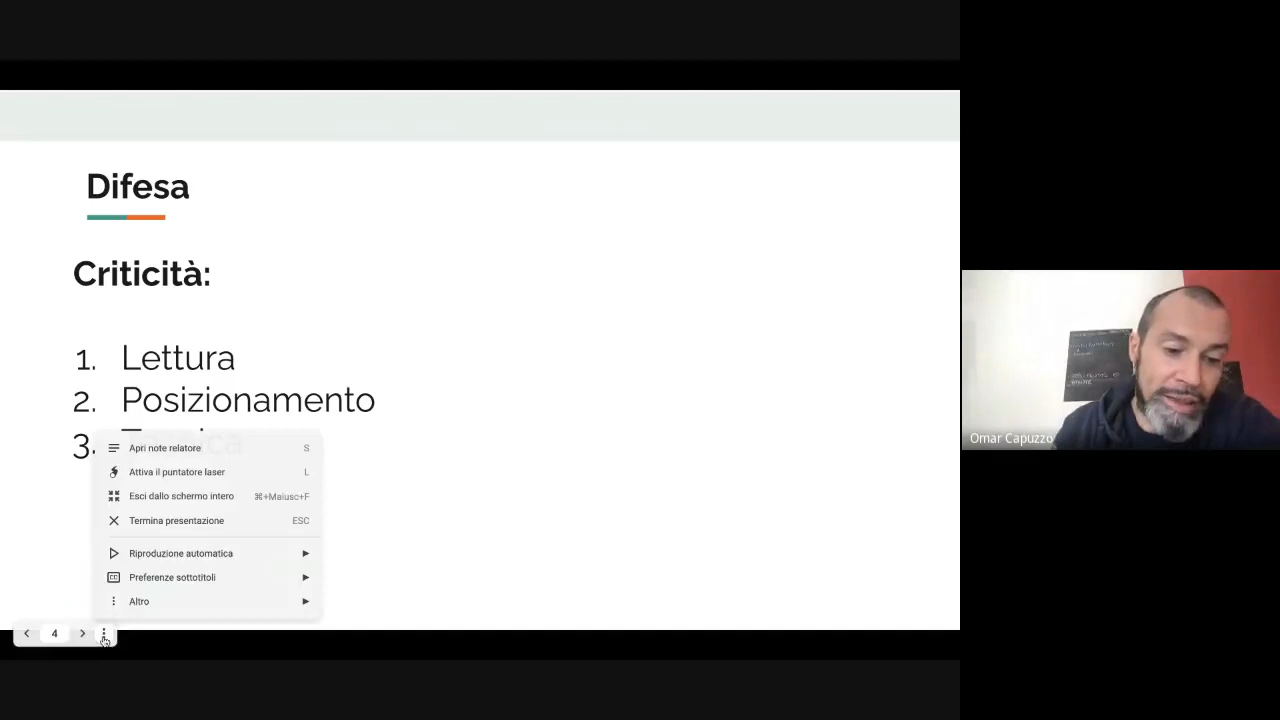 Difesa
Criticità:
1. Lettura
2. Posizionamento
3.
Apri note relatore S
Attiva il puntatore laser L
Esci dallo schermo intero ⌘+Maiusc+F
Termina presentazione ESC
Riproduzione automatica
CC Preferenze sottotitoli
Altro
4
Omar Capuzzo